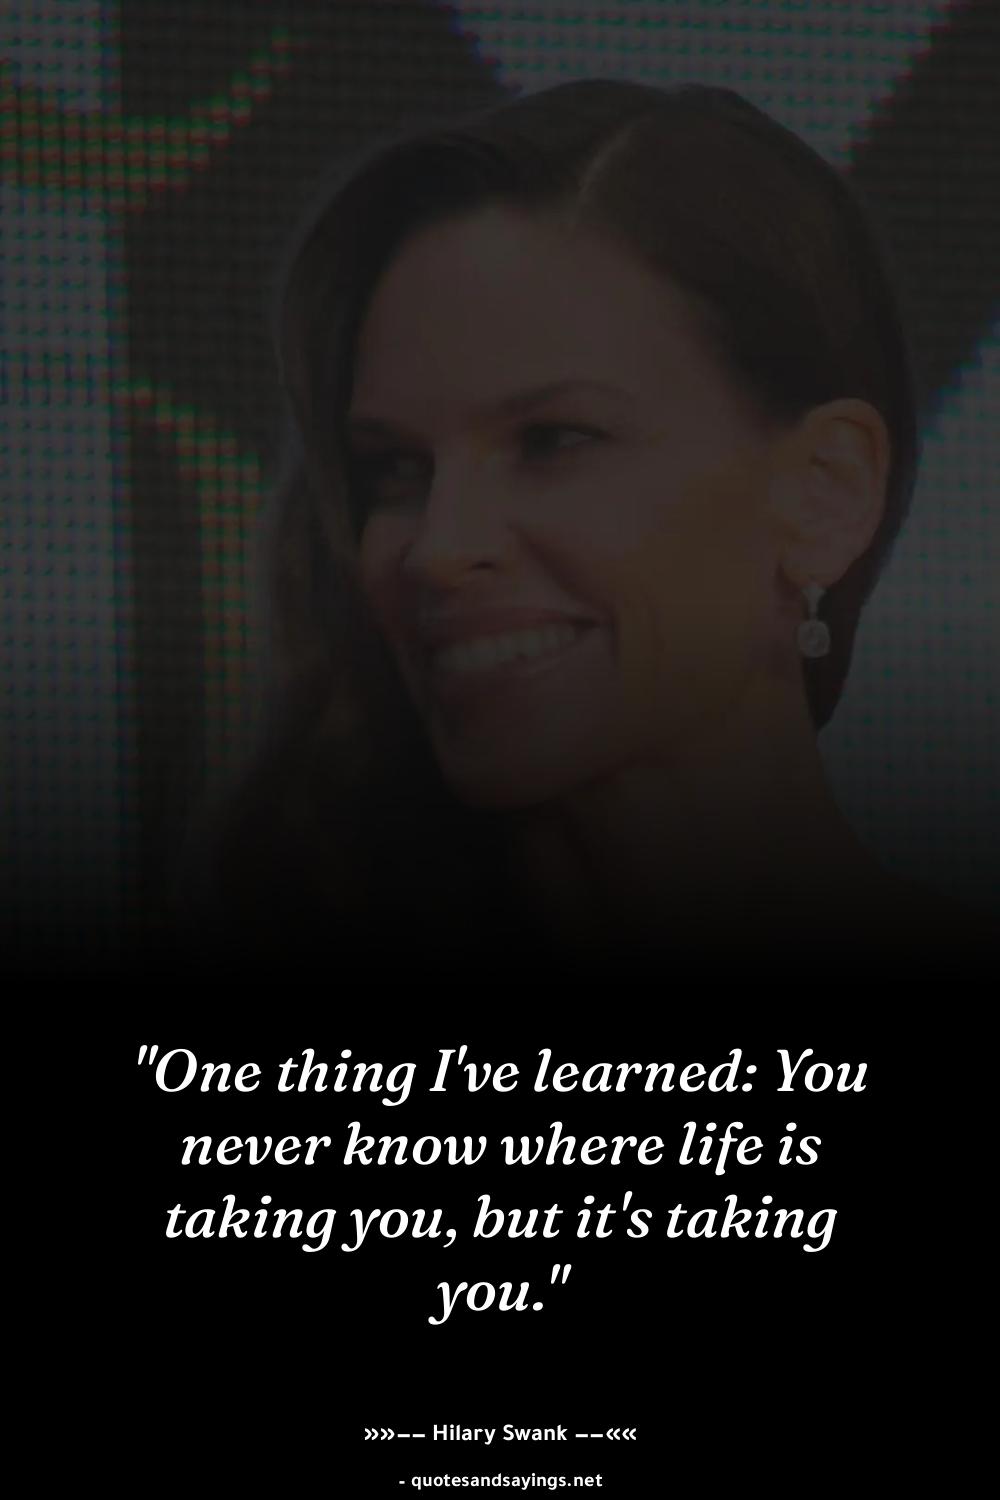 "One thing I've learned: You
never know where life is
taking you, but it's taking
you."
»»−− Hilary Swank −−««
- quotesandsayings.net